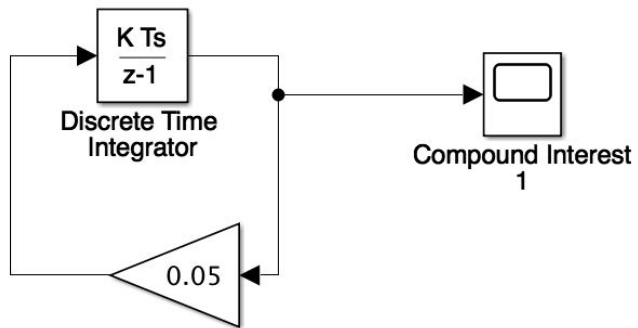 K Ts
z-1
Discrete Time
Integrator
Compound Interest
1
0.05